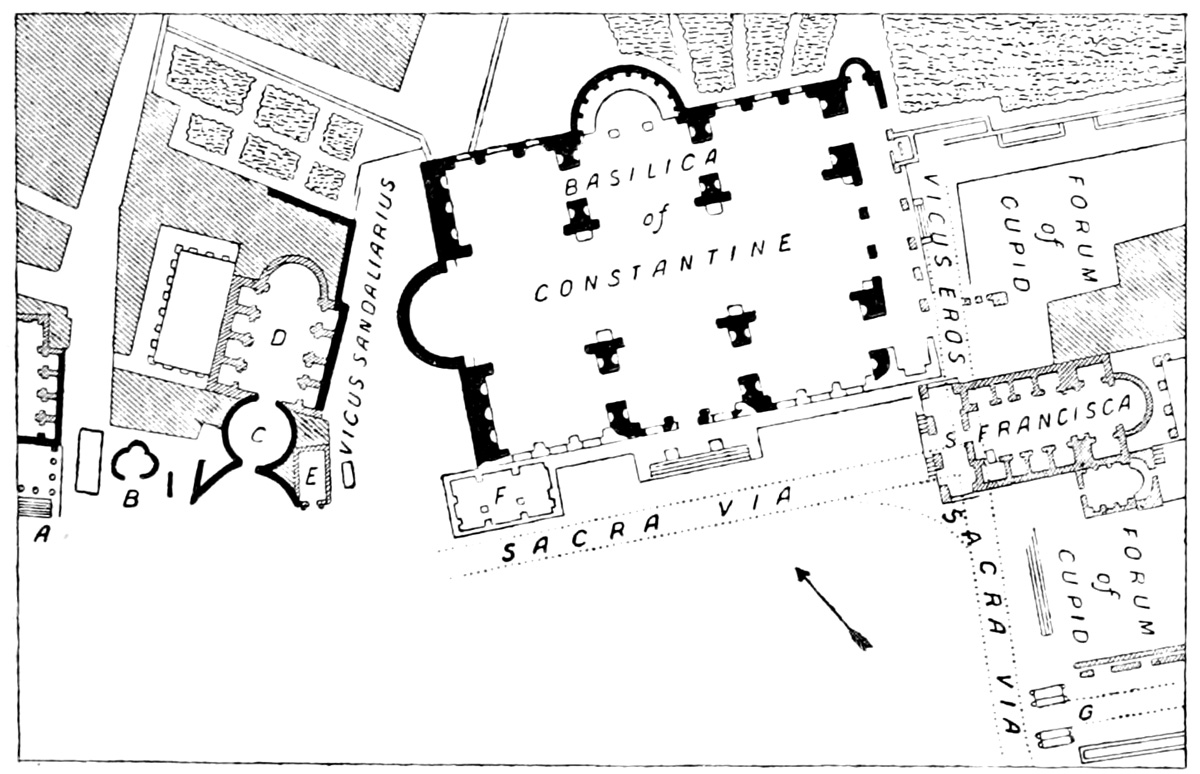 BASILICA
of
CONSTANTINE
VICUS SANDALIARIUS
VICUS EROS
FORUM
of
CUPID
D
C
E
B
A
F
S. FRANCISCA
SACRA VIA
SACRA VIA
FORUM
of
CUPID
G